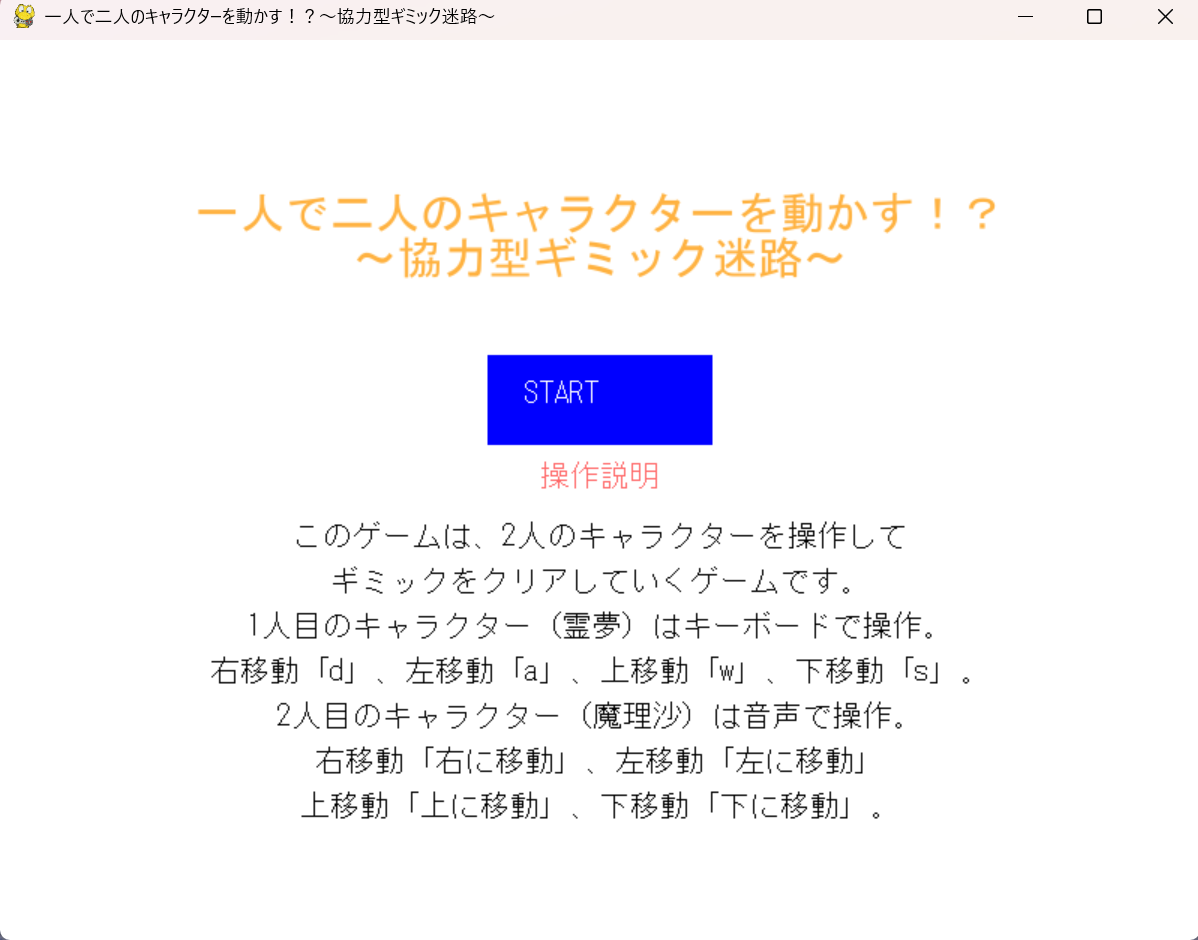 一人で二人のキャラクターを動かす！？～協力型ギミック迷路～
一人で二人のキャラクターを動かす！？
～協力型ギミック迷路～
START
操作説明
このゲームは、2人のキャラクターを操作して
ギミックをクリアしていくゲームです。
1人目のキャラクター（霊夢）はキーボードで操作。
右移動「d」、左移動「a」、上移動「w」、下移動「s」。
2人目のキャラクター（魔理沙）は音声で操作。
右移動「右に移動」、左移動「左に移動」
上移動「上に移動」、下移動「下に移動」。